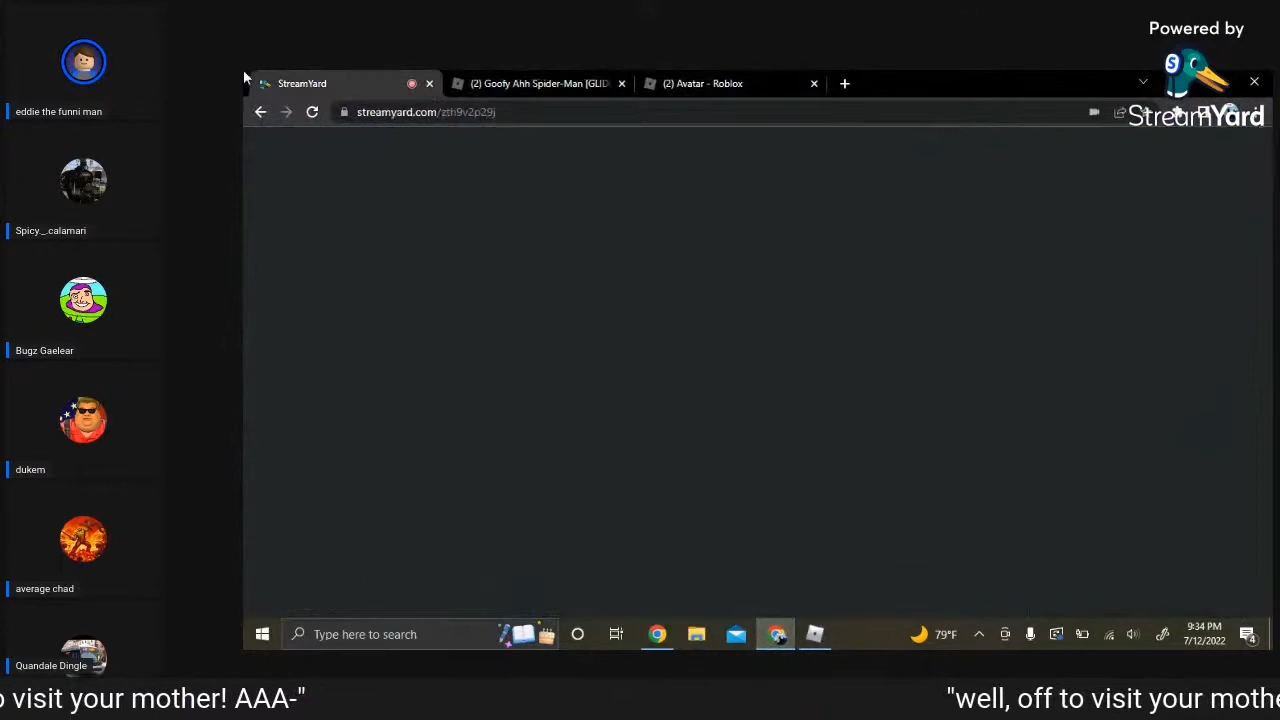 Powered by
StreamYard
eddie the funni man
Spicy._.calamari
Bugz Gaelear
dukem
average chad
Quandale Dingle
StreamYard
(2) Goofy Ahh Spider-Man [GLID
(2) Avatar - Roblox
streamyard.com/zth9v2p29j
Type here to search
79°F
9:34 PM
7/12/2022
4
o visit your mother! AAA-"
"well, off to visit your mothe